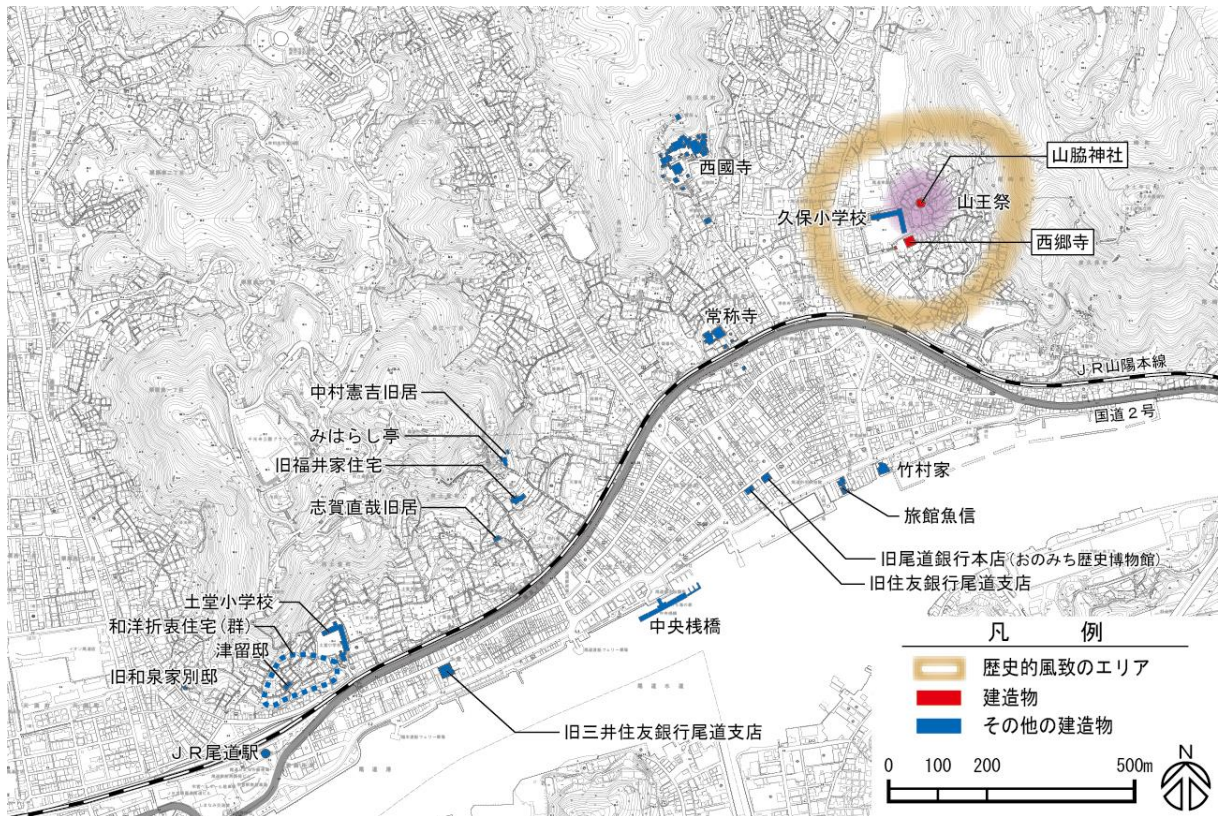 西國寺
山脇神社
山王祭
久保小学校
西郷寺
常称寺
JR山陽本線
国道2号
中村憲吉旧居
みはらし亭
旧福井家住宅
志賀直哉旧居
竹村家
旅館魚信
旧尾道銀行本店(おのみち歴史博物館)
旧住友銀行尾道支店
中央桟橋
土堂小学校
和洋折衷住宅(群)
津留邸
旧和泉家別邸
旧三井住友銀行尾道支店
JR尾道駅
尾道水道
凡 例
歴史的風致のエリア
建造物
その他の建造物
0 100 200 500m
N